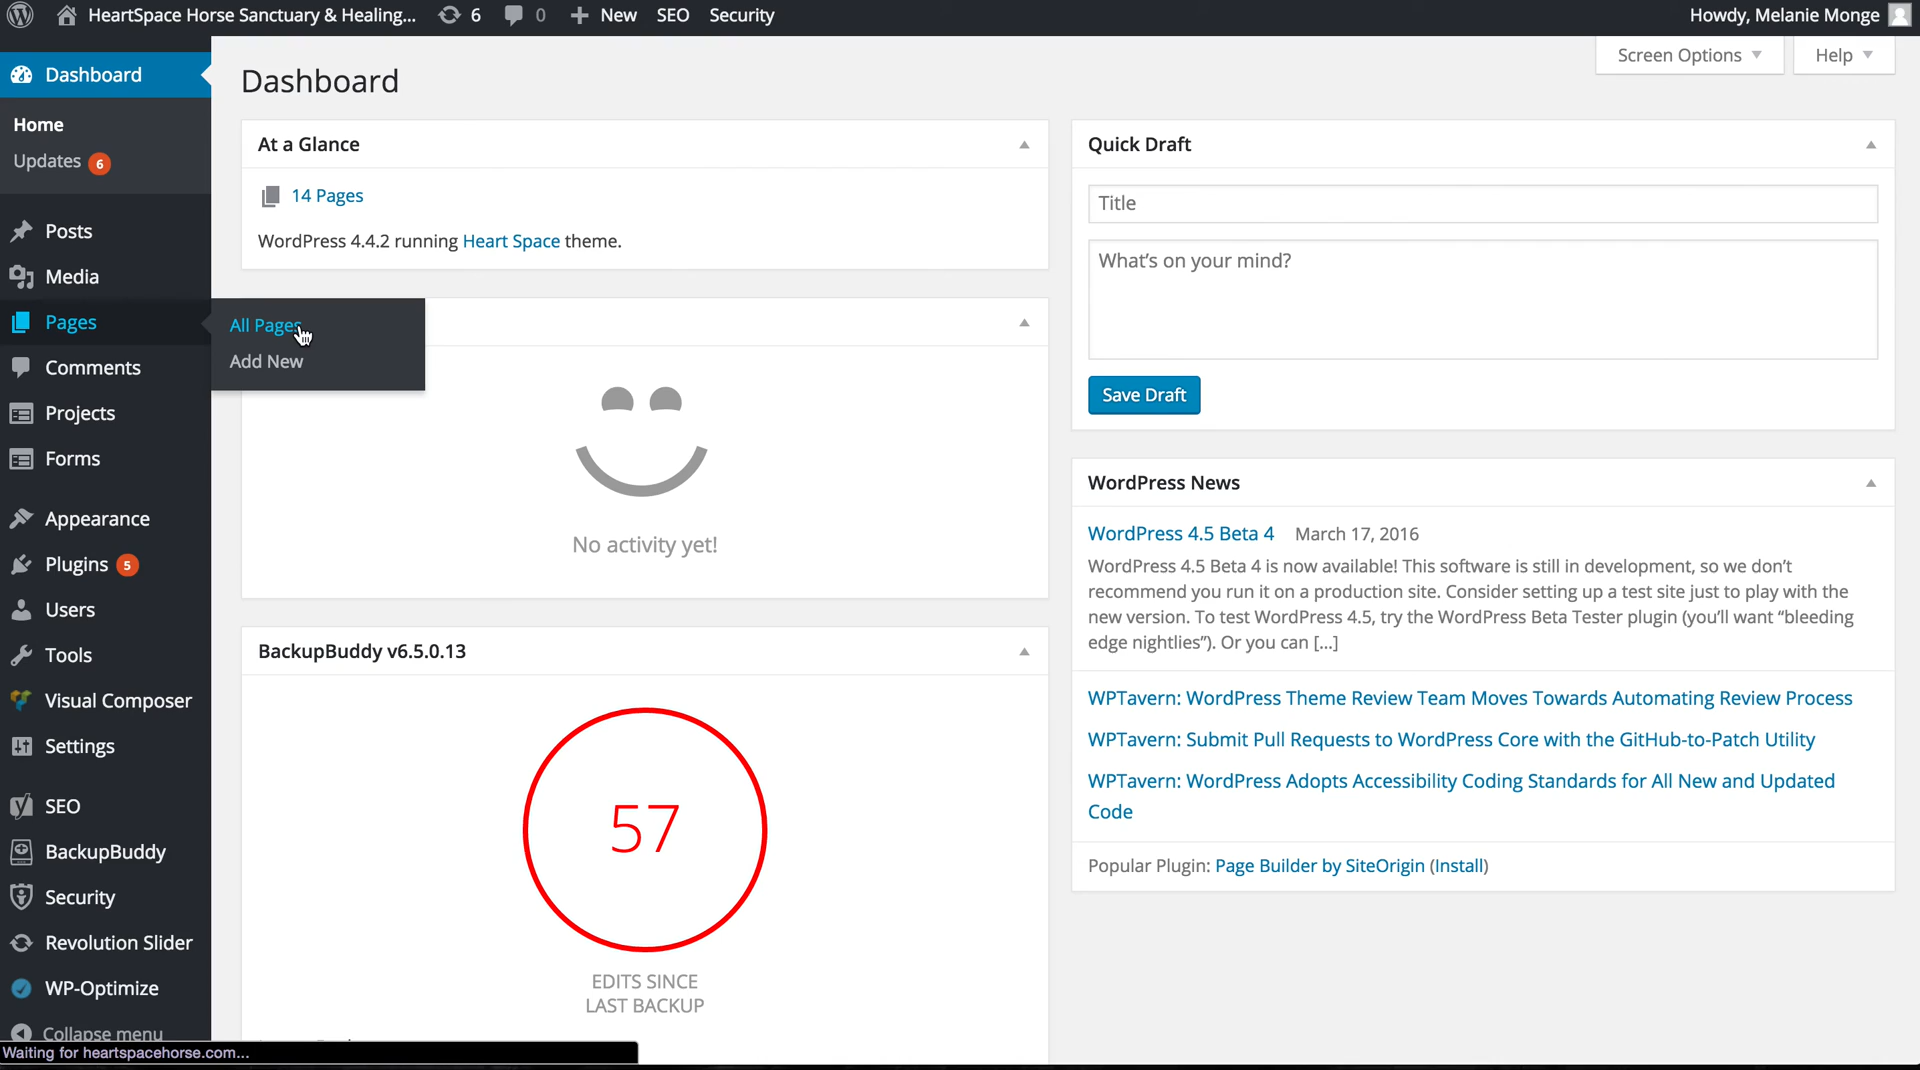 HeartSpace Horse Sanctuary & Healing... 6 0 New SEO Security Howdy, Melanie Monge
Dashboard
Home
Updates 6
Posts
Media
Pages
Comments
Projects
Forms
Appearance
Plugins 5
Users
Tools
Visual Composer
Settings
SEO
BackupBuddy
Security
Revolution Slider
WP-Optimize
Collapse menu
Waiting for heartspacehorse.com...
All Pages
Add New
Screen Options Help
Dashboard
At a Glance
14 Pages
WordPress 4.4.2 running Heart Space theme.
No activity yet!
BackupBuddy v6.5.0.13
57
EDITS SINCE
LAST BACKUP
Quick Draft
Title
What's on your mind?
Save Draft
WordPress News
WordPress 4.5 Beta 4 March 17, 2016
WordPress 4.5 Beta 4 is now available! This software is still in development, so we don't
recommend you run it on a production site. Consider setting up a test site just to play with the
new version. To test WordPress 4.5, try the WordPress Beta Tester plugin (you'll want “bleeding
edge nightlies”). Or you can [...]
WPTavern: WordPress Theme Review Team Moves Towards Automating Review Process
WPTavern: Submit Pull Requests to WordPress Core with the GitHub-to-Patch Utility
WPTavern: WordPress Adopts Accessibility Coding Standards for All New and Updated
Code
Popular Plugin: Page Builder by SiteOrigin (Install)